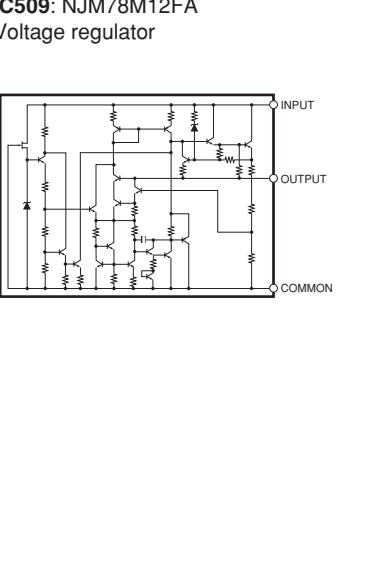 C509: NJM78M12FA
Voltage regulator
INPUT
OUTPUT
COMMON